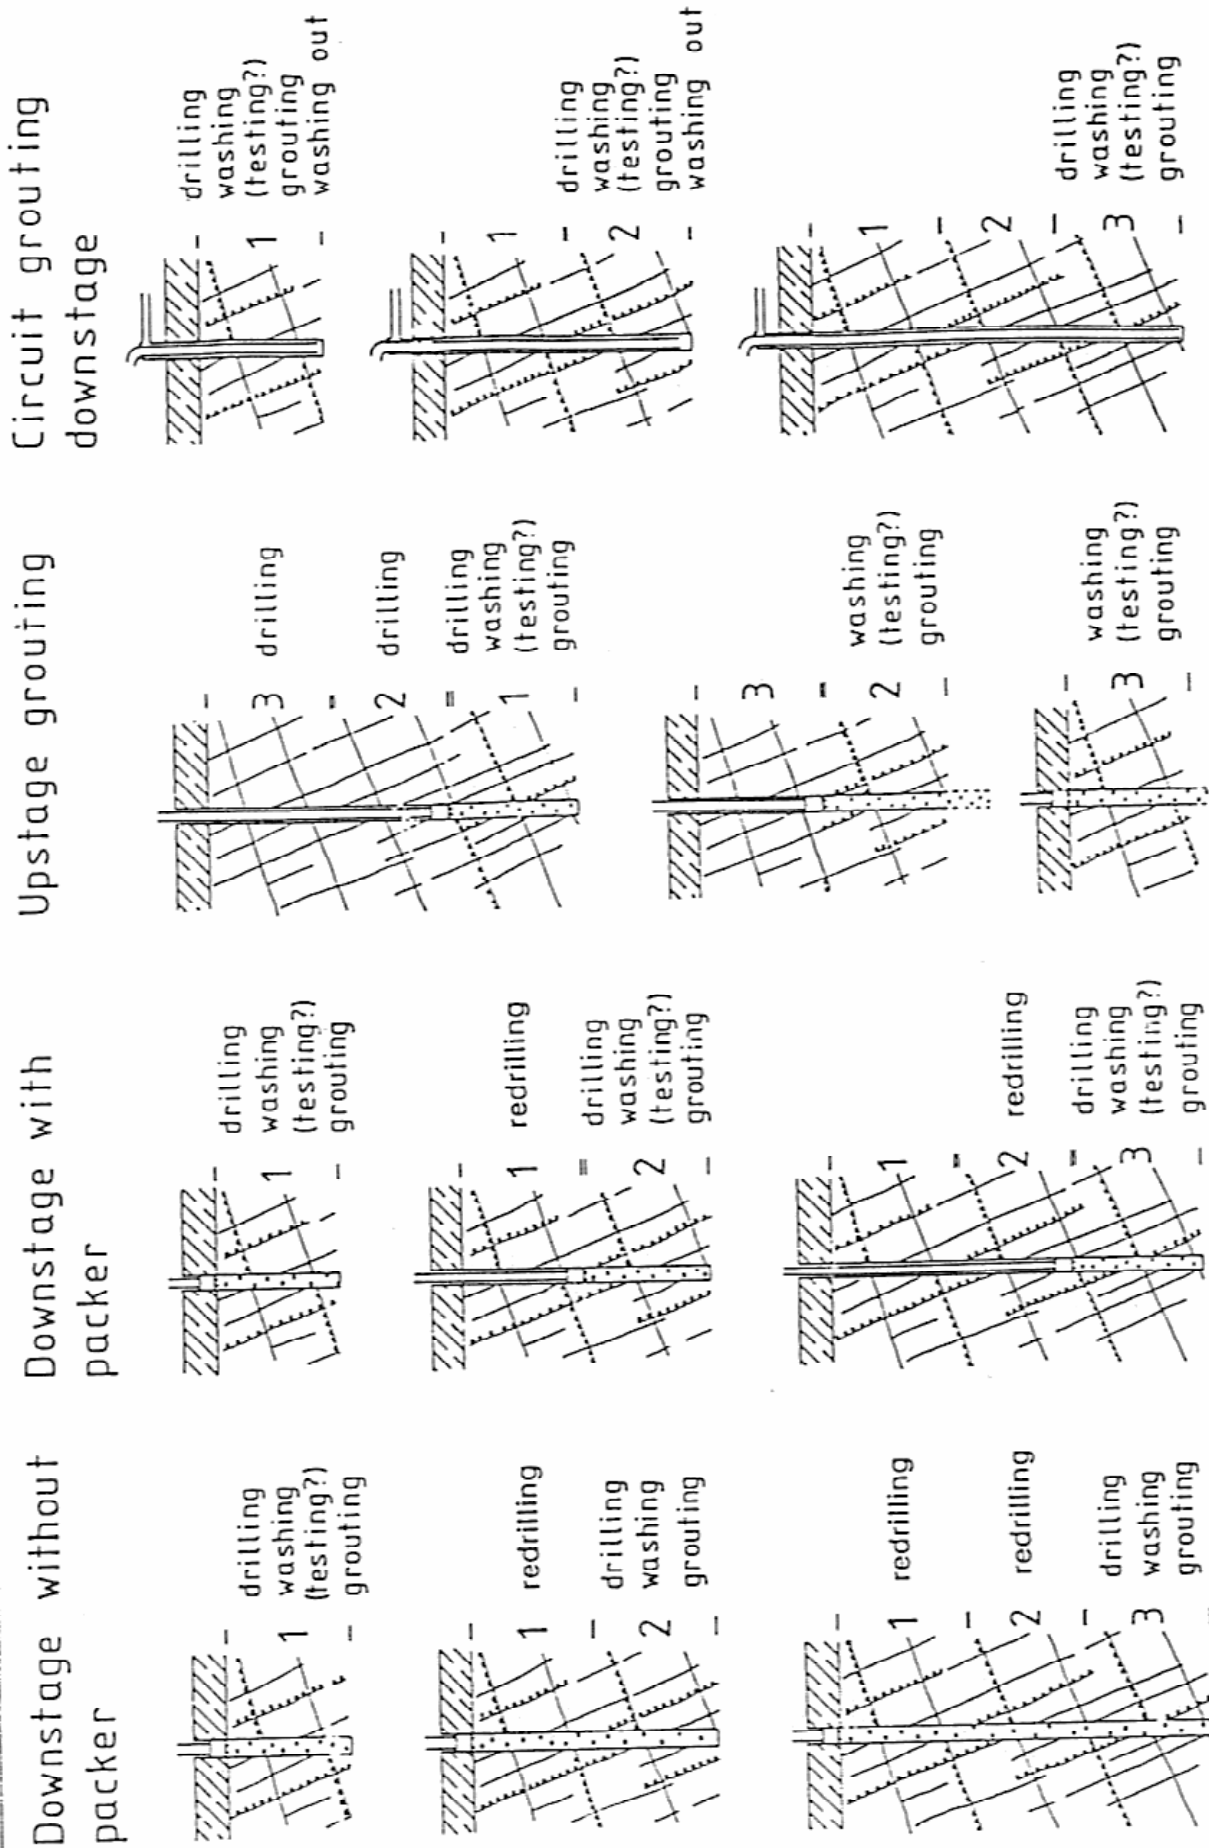 Downstage without
packer
1
drilling
washing
(testing?)
grouting
1
redrilling
2
drilling
washing
grouting
1
redrilling
2
redrilling
3
drilling
washing
grouting
Downstage with
packer
1
drilling
washing
(testing?)
grouting
1
redrilling
2
drilling
washing
(testing?)
grouting
1
2
redrilling
3
drilling
washing
(testing?)
grouting
Upstage grouting
3
drilling
2
drilling
1
drilling
washing
(testing?)
grouting
3
2
washing
(testing?)
grouting
3
washing
(testing?)
grouting
Circuit grouting
downstage
1
drilling
washing
(testing?)
grouting
washing out
1
2
drilling
washing
(testing?)
grouting
washing out
1
2
3
drilling
washing
(testing?)
grouting